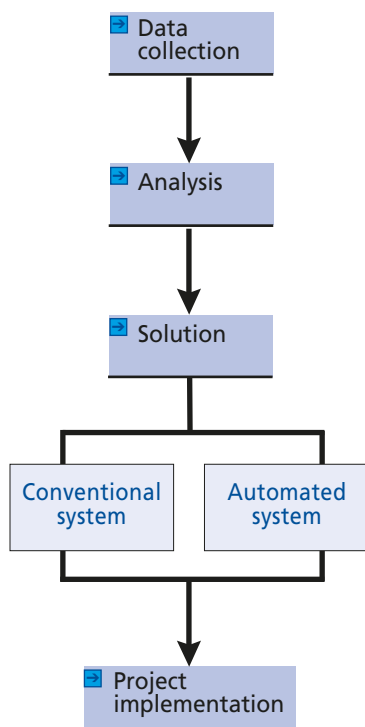 Data
collection
Analysis
Solution
Conventional
system
Automated
system
Project
implementation